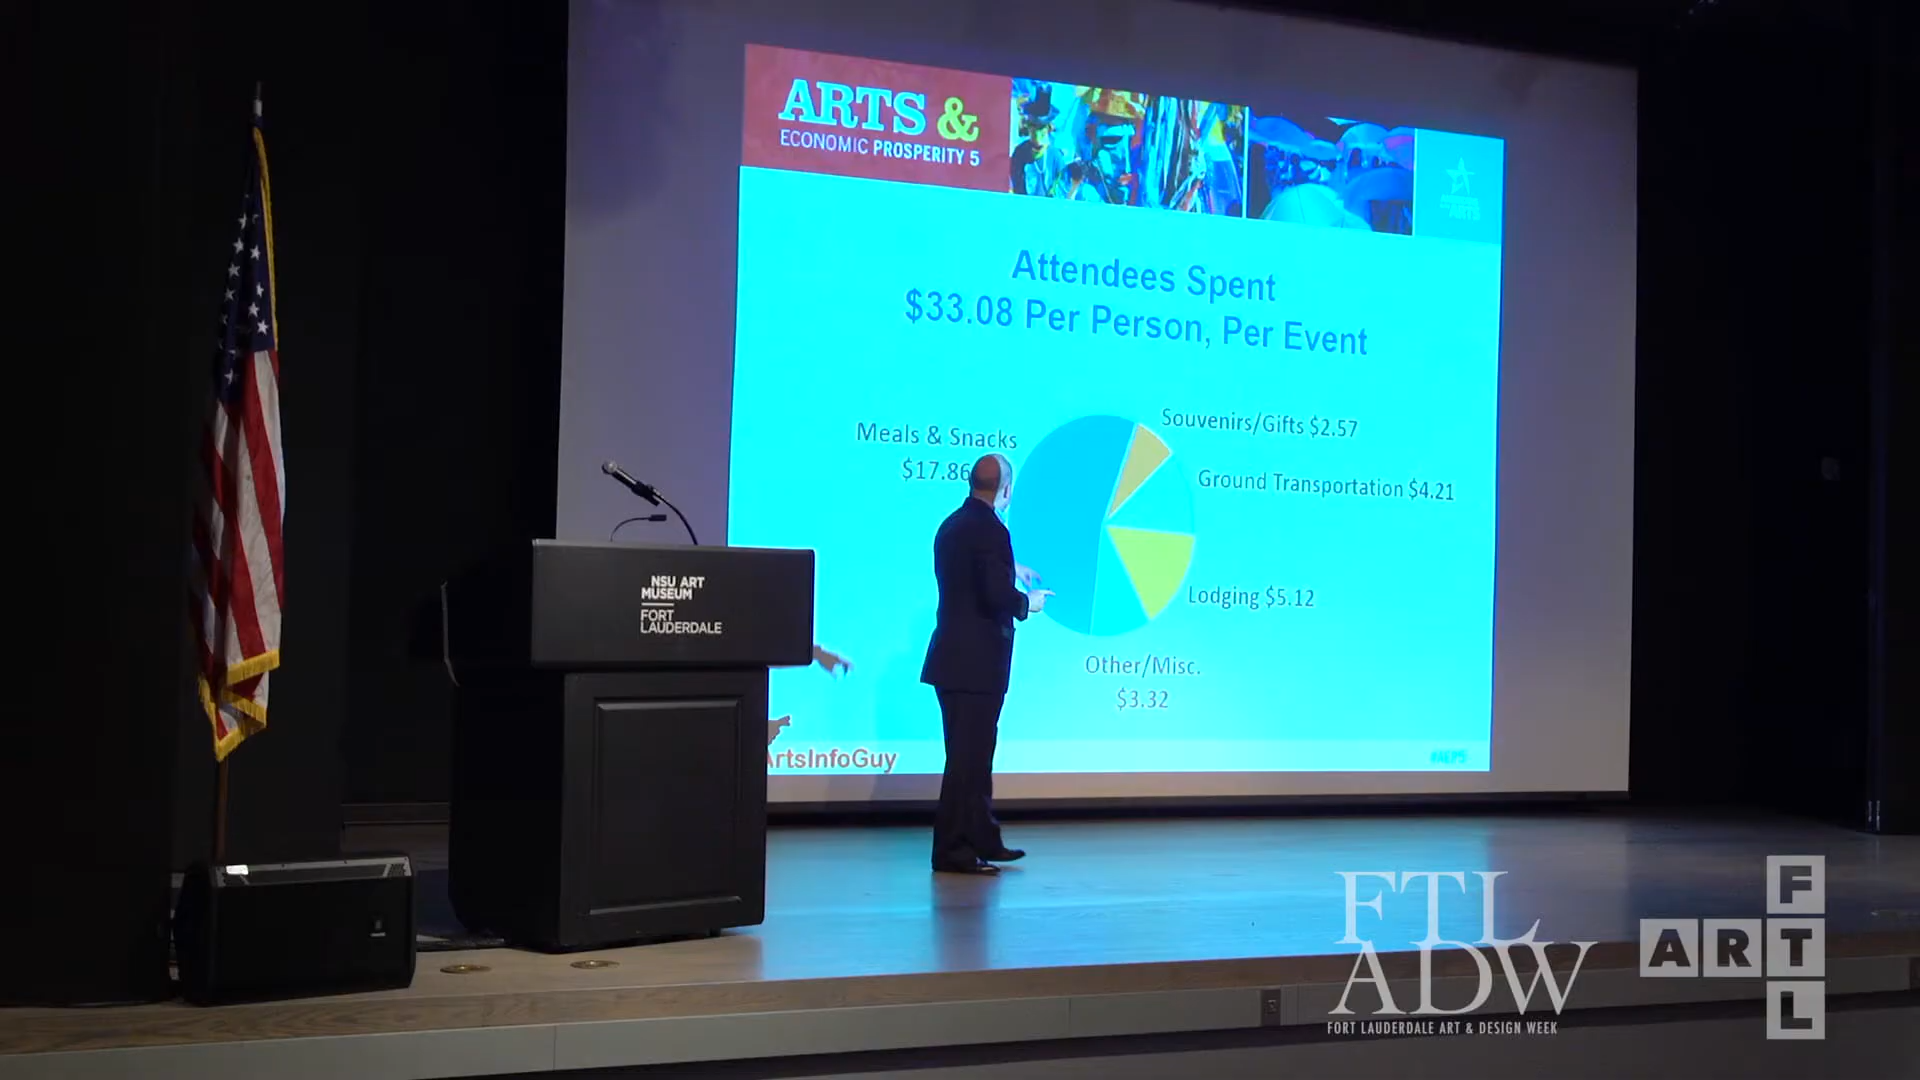 ARTS &
ECONOMIC PROSPERITY 5
ARTS
Attendees Spent
$33.08 Per Person, Per Event
Meals & Snacks
$17.86
Souvenirs/Gifts $2.57
Ground Transportation $4.21
Lodging $5.12
Other/Misc.
$3.32
ArtsInfoGuy
#AEP5
NSU ART
MUSEUM
FORT
LAUDERDALE
FTL
ADW
FORT LAUDERDALE ART & DESIGN WEEK
FTL
ART